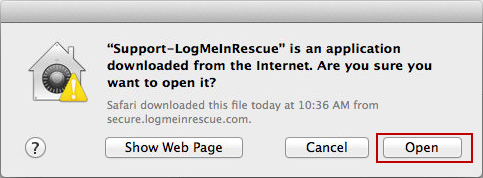 “Support-LogMeInRescue” is an application
downloaded from the Internet. Are you sure you
want to open it?
Safari downloaded this file today at 10:36 AM from
secure.logmeinrescue.com.
? Show Web Page Cancel Open